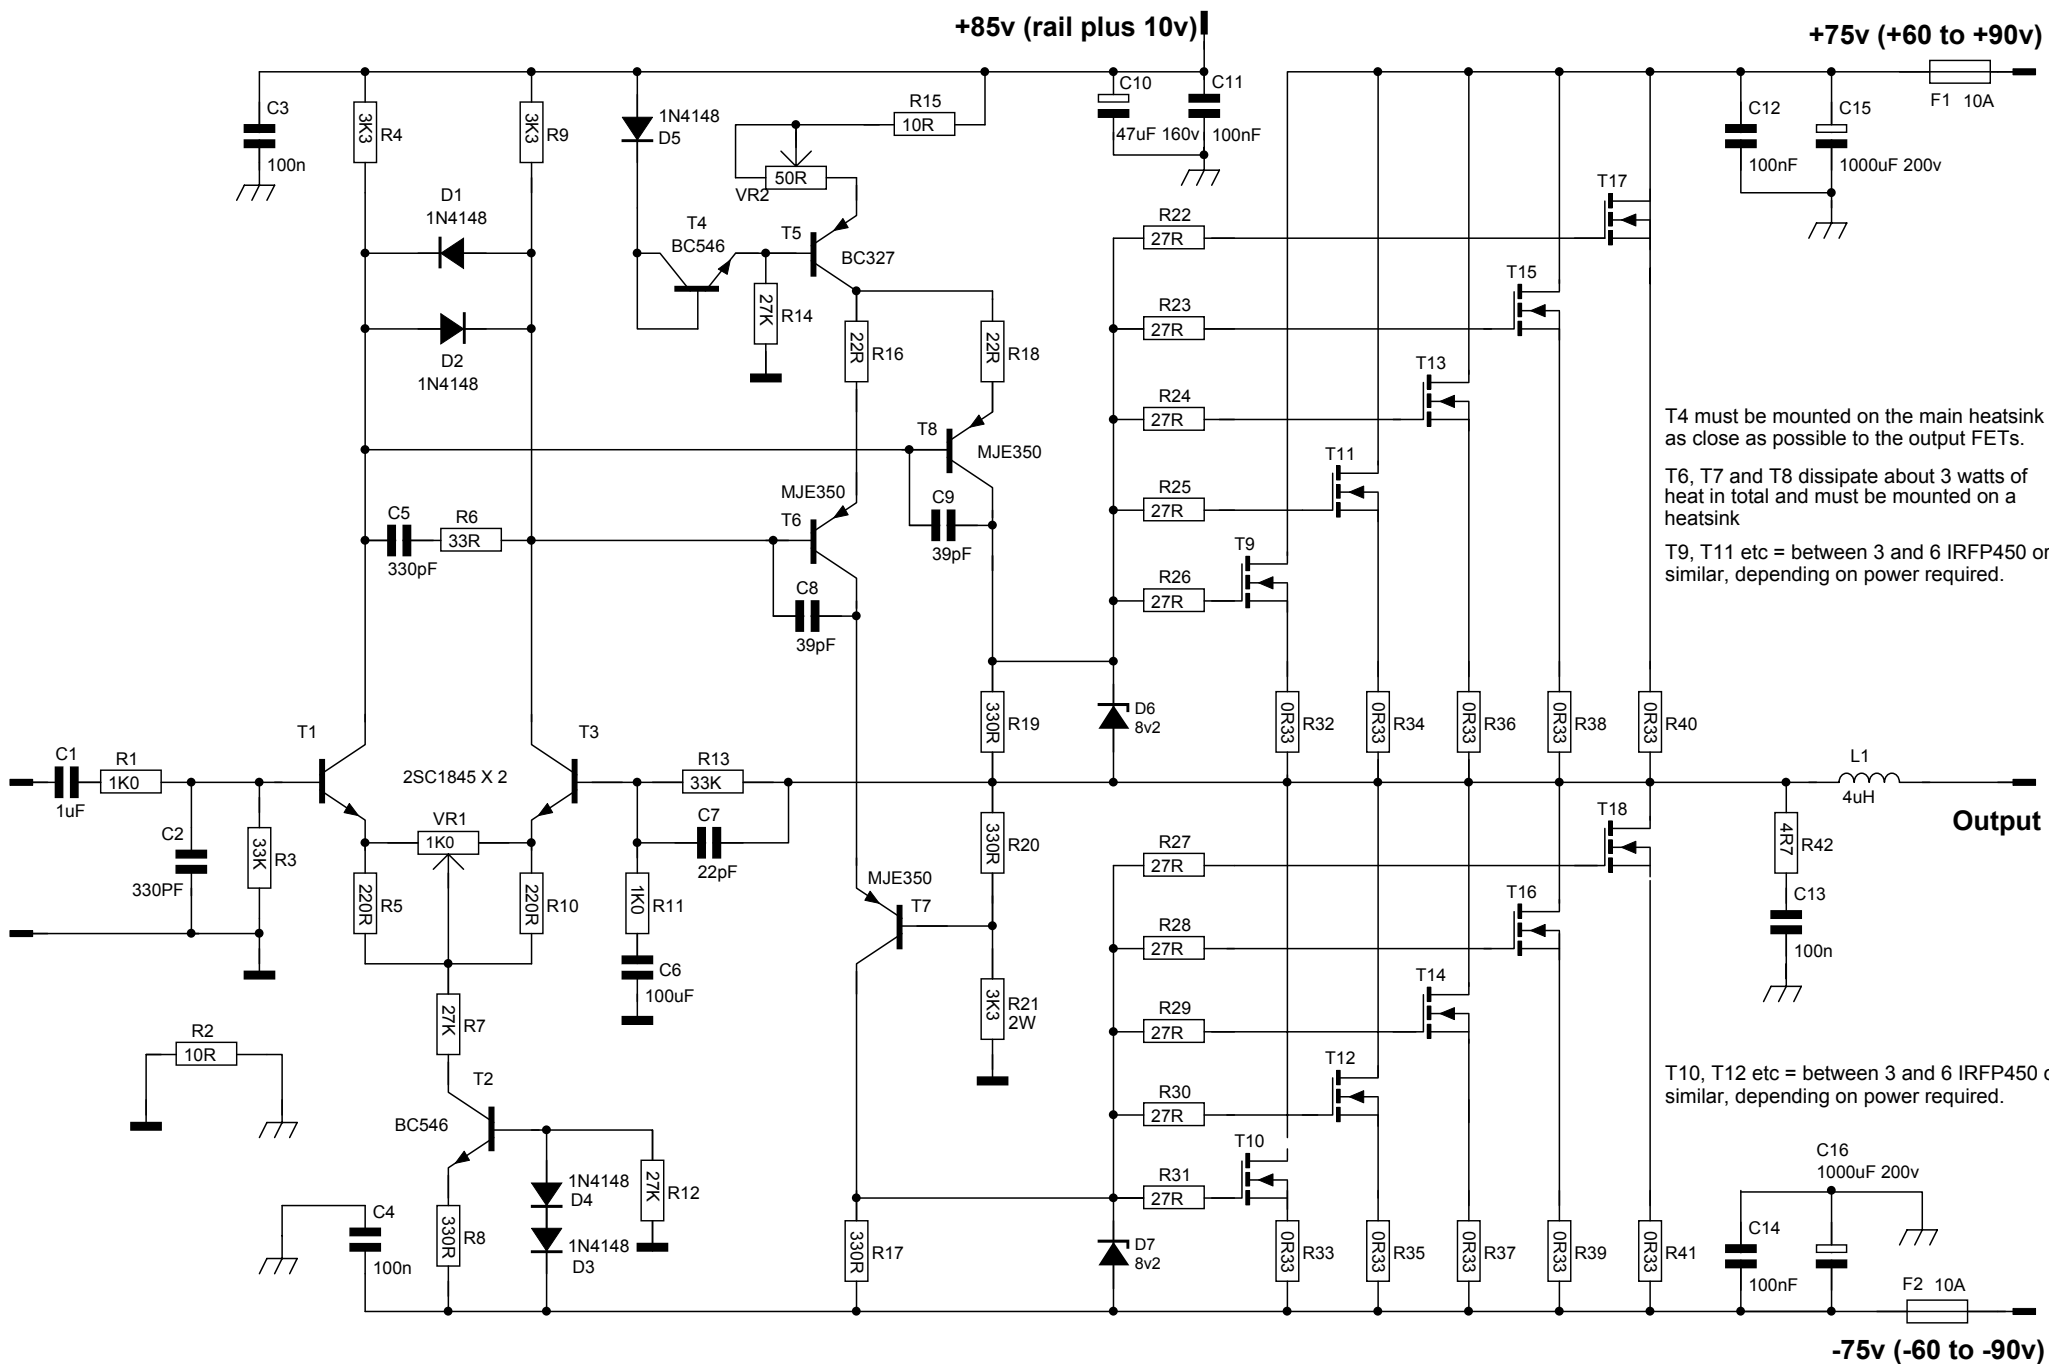 +85v (rail plus 10v)
+75v (+60 to +90v)
F1 10A
C3
100n
3K3
R4
3K3
R9
1N4148
D5
R15
10R
50R
VR2
C10
47uF 160v
C11
100nF
C12
100nF
C15
1000uF 200v
D1
1N4148
D2
1N4148
T4
BC546
T5
BC327
27K
R14
22R
R16
22R
R18
T17
R22
27R
T15
R23
27R
T13
R24
27R
T11
R25
27R
T9
R26
27R
T8
MJE350
C9
39pF
MJE350
T6
C8
39pF
C5
330pF
R6
33R
T4 must be mounted on the main heatsink
as close as possible to the output FETs.
T6, T7 and T8 dissipate about 3 watts of
heat in total and must be mounted on a
heatsink
T9, T11 etc = between 3 and 6 IRFP450 or
similar, depending on power required.
330R
R19
D6
8v2
0R33
R32
0R33
R34
0R33
R36
0R33
R38
0R33
R40
C1
1uF
R1
1K0
T1
2SC1845 X 2
T3
VR1
1K0
R13
33K
C7
22pF
C2
330PF
33K
R3
220R
R5
220R
R10
1K0
R11
C6
100uF
MJE350
T7
330R
R20
3K3
R21
2W
L1
4uH
Output
4R7
R42
C13
100n
T18
R27
27R
T16
R28
27R
T14
R29
27R
T12
R30
27R
T10
R31
27R
R2
10R
27K
R7
T2
BC546
330R
R8
1N4148
D4
1N4148
D3
27K
R12
C4
100n
330R
R17
D7
8v2
0R33
R33
0R33
R35
0R33
R37
0R33
R39
0R33
R41
T10, T12 etc = between 3 and 6 IRFP450 o
similar, depending on power required.
C16
1000uF 200v
C14
100nF
F2 10A
-75v (-60 to -90v)